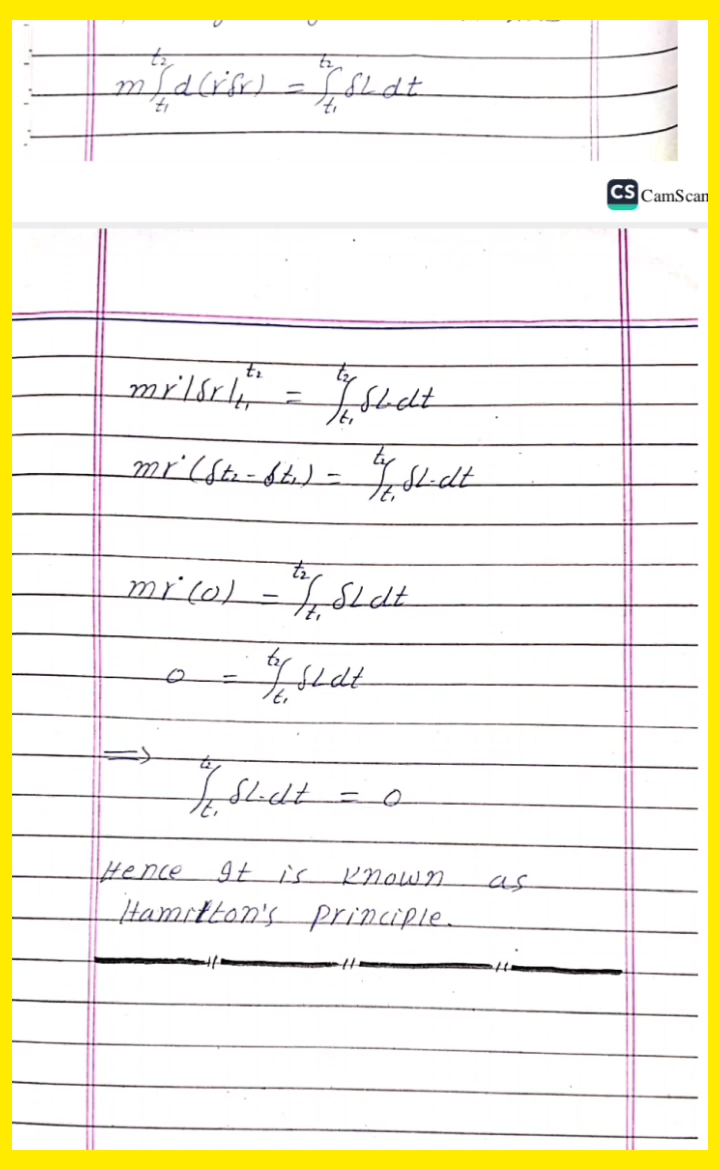 m∫_{t₁}^{t₂} d(ṙδr) = ∫_{t₁}^{t₂} δL dt
CS CamScan
mṙ|δr|_{t₁}^{t₂} = ∫_{t₁}^{t₂} δL·dt
mṙ(δt₂ - δt₁) = ∫_{t₁}^{t₂} δL·dt
mṙ(0) = ∫_{t₁}^{t₂} δL dt
0 = ∫_{t₁}^{t₂} δL dt
⟹
∫_{t₁}^{t₂} δL·dt = 0
Hence It is known as
Hamilton's principle.